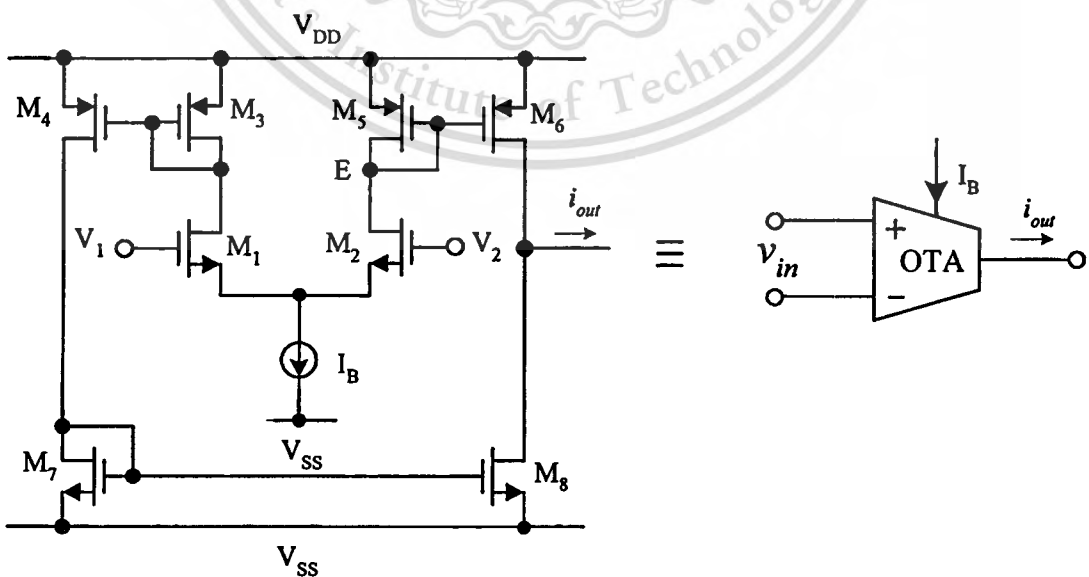 Institute of Technolog
V_DD
M_4
M_3
M_5
M_6
E
i_out
I_B
V_1
M_1
M_2
V_2
≡
v_in
+
OTA
−
i_out
I_B
V_SS
M_7
M_8
V_SS